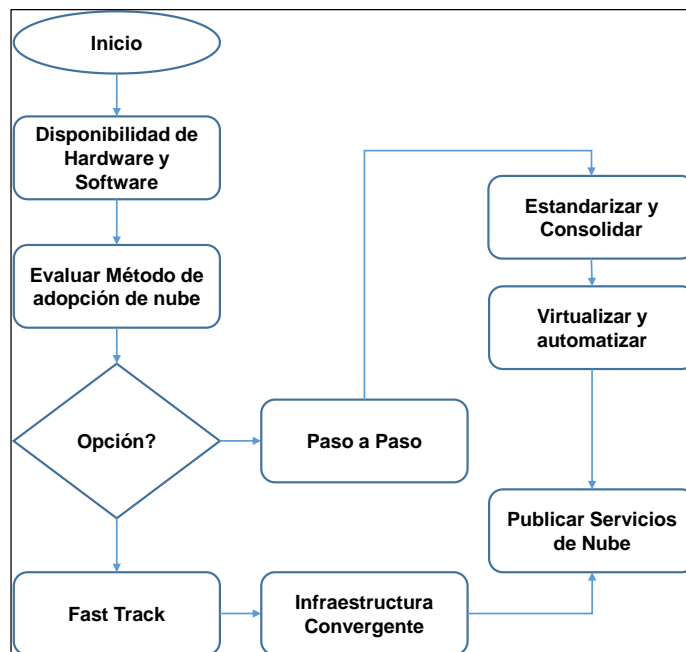 Inicio
Disponibilidad de
Hardware y
Software
Evaluar Método de
adopción de nube
Opción?
Paso a Paso
Estandarizar y
Consolidar
Virtualizar y
automatizar
Publicar Servicios
de Nube
Fast Track
Infraestructura
Convergente